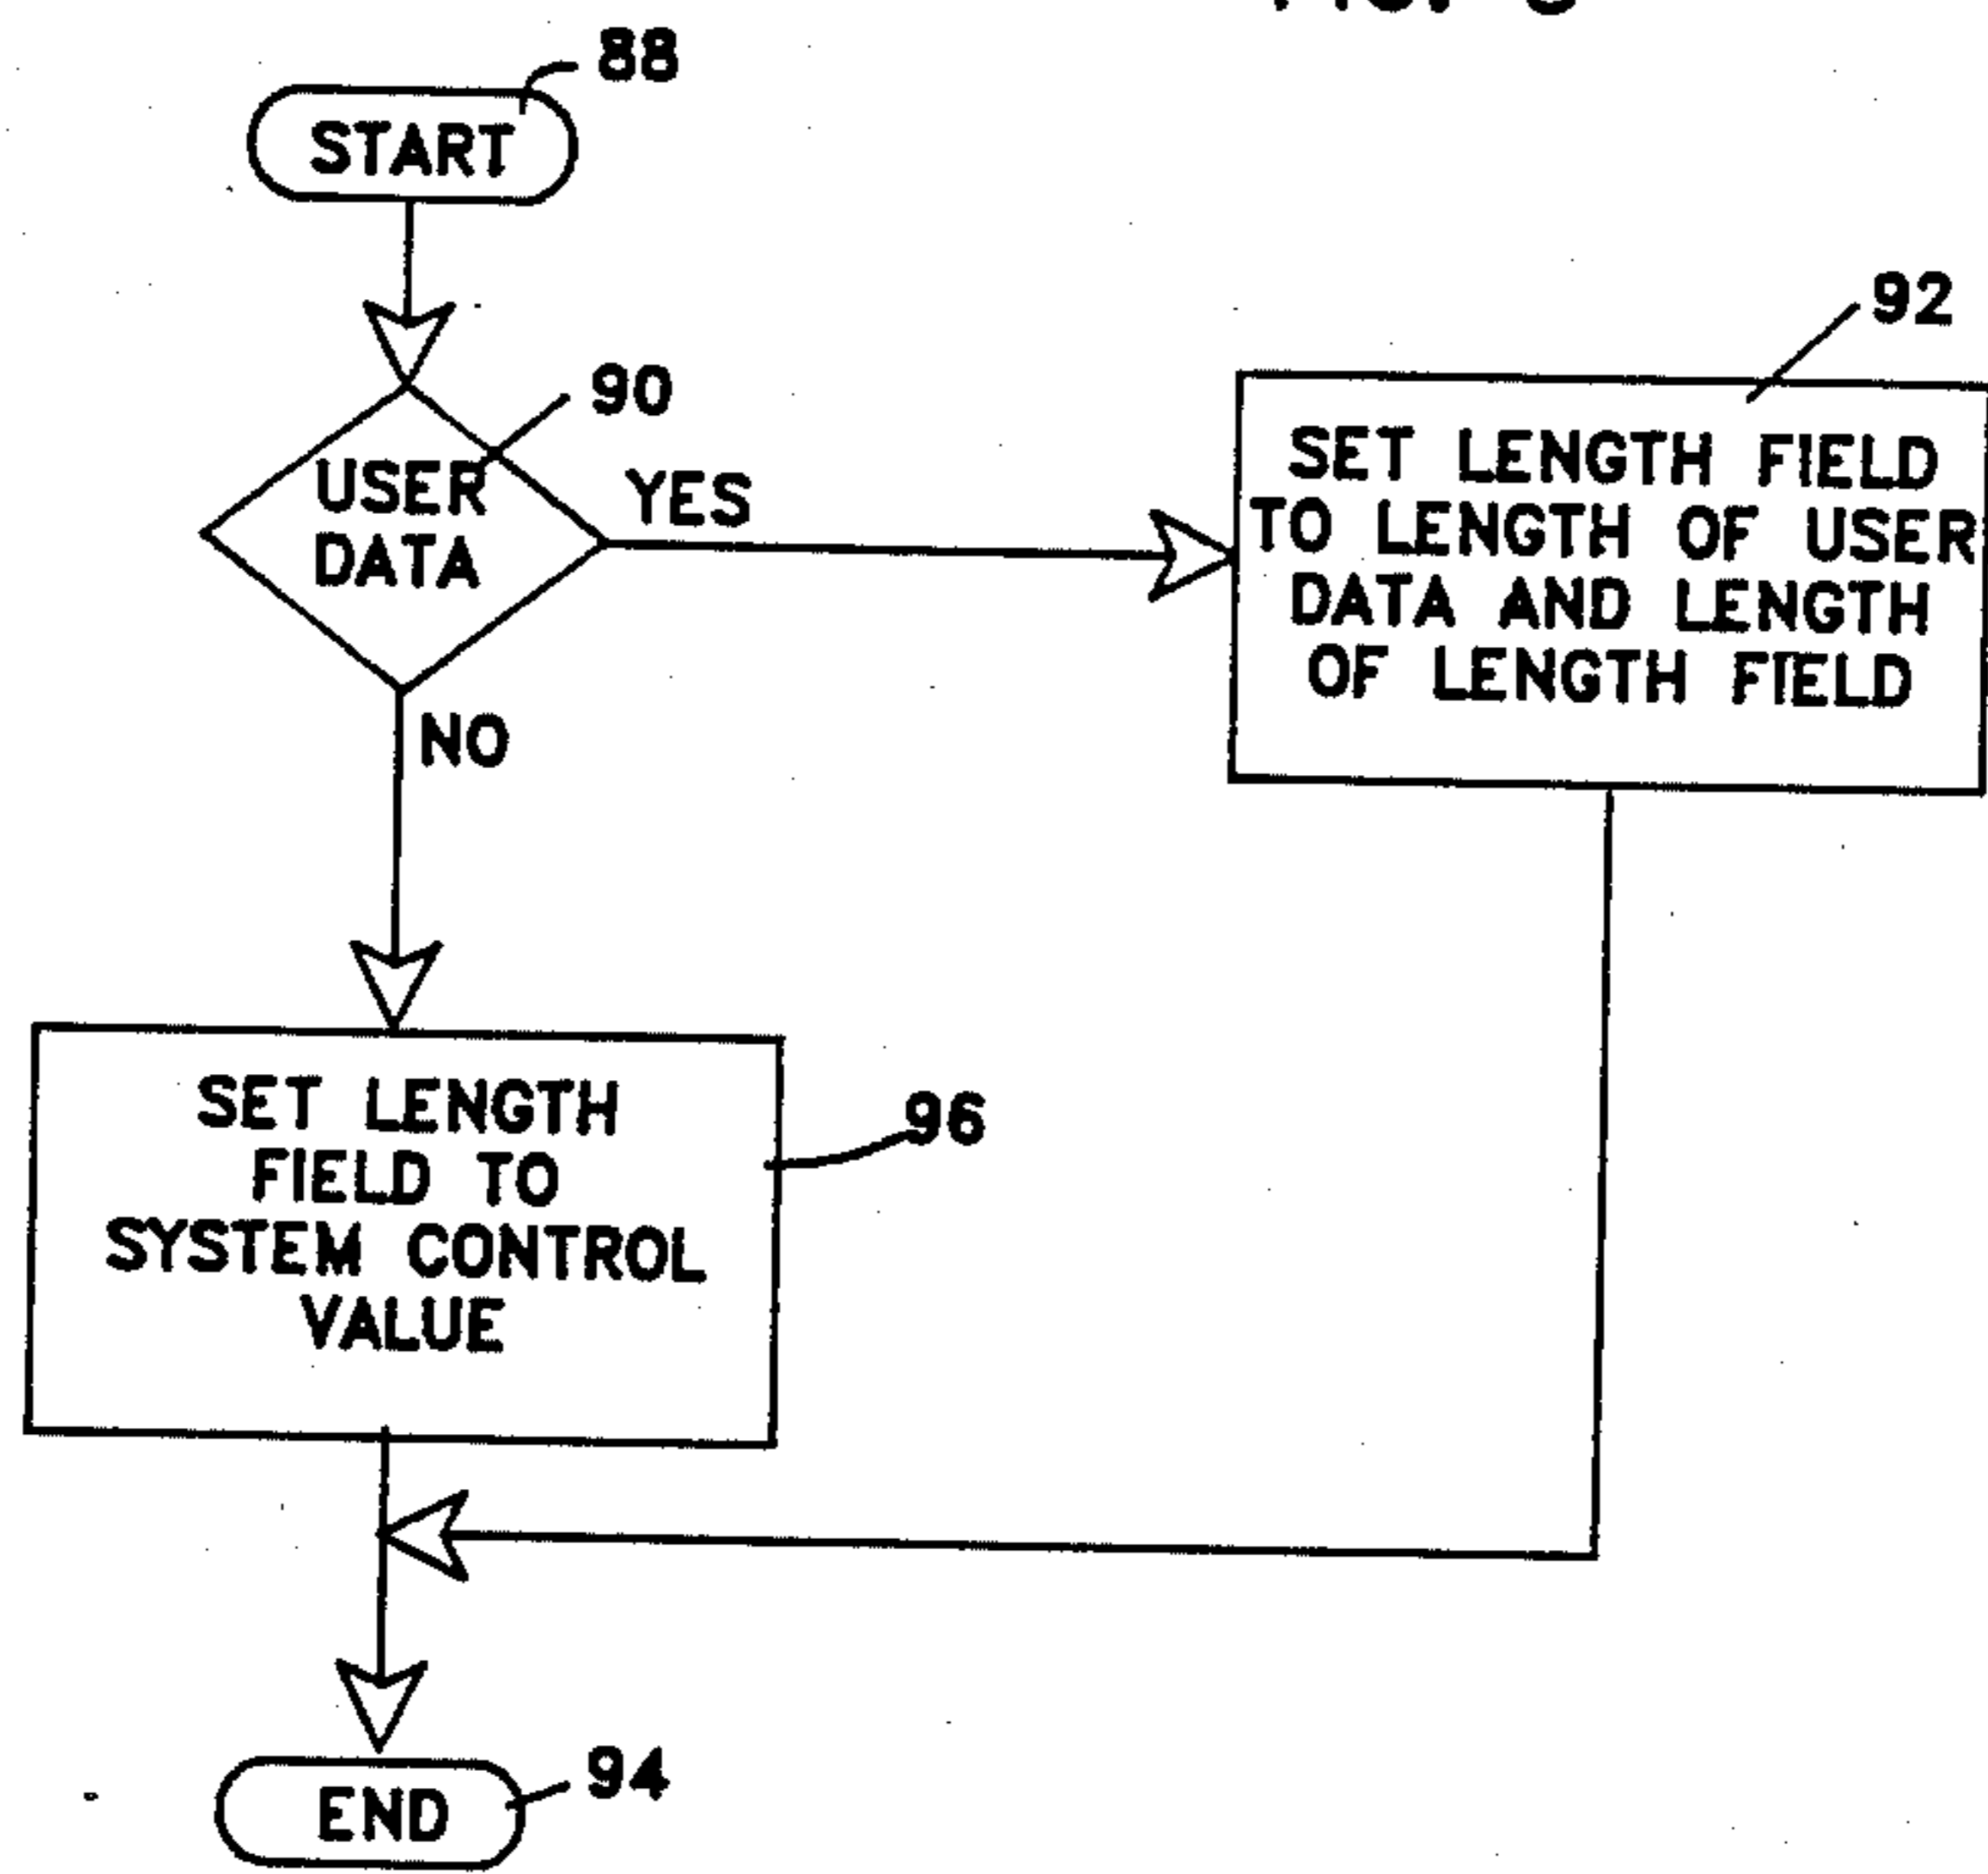 88
START
90
USER
DATA
YES
NO
92
SET LENGTH FIELD
TO LENGTH OF USER
DATA AND LENGTH
OF LENGTH FIELD
96
SET LENGTH
FIELD TO
SYSTEM CONTROL
VALUE
94
END